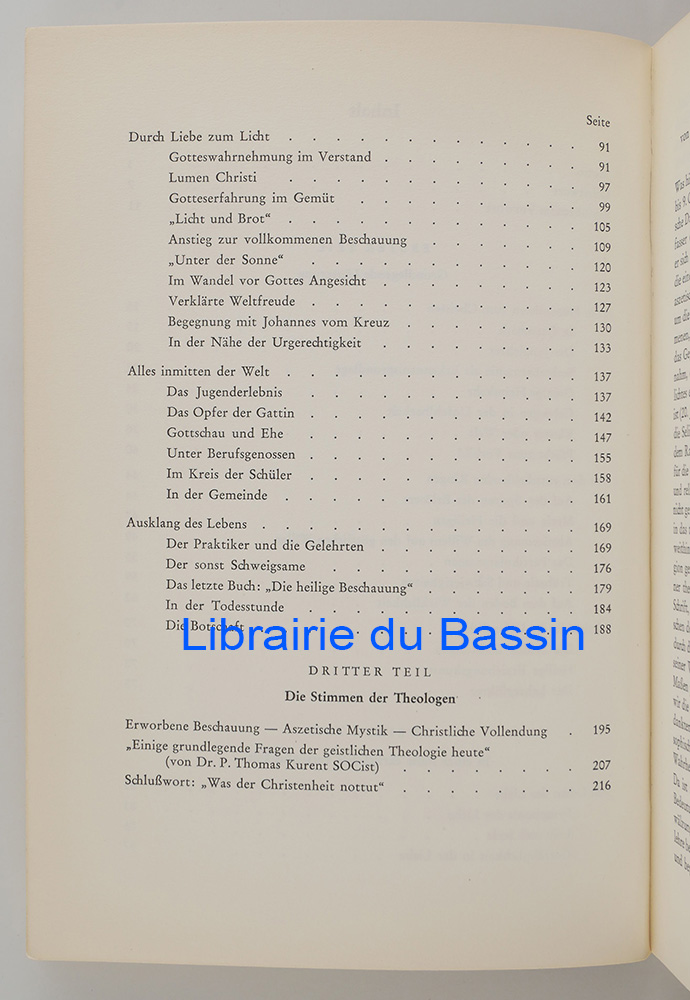 Seite
Durch Liebe zum Licht . . . . . . . . . . . . . 91
Gotteswahrnehmung im Verstand . . . . . . . . . 91
Lumen Christi . . . . . . . . . . . . 97
Gotteserfahrung im Gemüt . . . . . . . . . . 99
„Licht und Brot“ . . . . . . . . . . . . . 105
Anstieg zur vollkommenen Beschauung . . . . . . . 109
„Unter der Sonne“ . . . . . . . . . . . . 120
Im Wandel vor Gottes Angesicht . . . . . . . . . 123
Verklärte Weltfreude . . . . . . . . . . . 127
Begegnung mit Johannes vom Kreuz . . . . . . . . 130
In der Nähe der Urgerechtigkeit . . . . . . . . . 133
Alles inmitten der Welt . . . . . . . . . . . . 137
Das Jugenderlebnis . . . . . . . . . . . 137
Das Opfer der Gattin . . . . . . . . . . . 142
Gottschau und Ehe . . . . . . . . . . . 147
Unter Berufsgenossen . . . . . . . . . . . 155
Im Kreis der Schüler . . . . . . . . . . . 158
In der Gemeinde . . . . . . . . . . . . 161
Ausklang des Lebens . . . . . . . . . . . . . 169
Der Praktiker und die Gelehrten . . . . . . . . 169
Der sonst Schweigsame . . . . . . . . . . 176
Das letzte Buch: „Die heilige Beschauung“ . . . . . . . 179
In der Todesstunde . . . . . . . . . . . 184
Die Botschaft . . . . . . . . . . . . 188
Librairie du Bassin
DRITTER TEIL
Die Stimmen der Theologen
Erworbene Beschauung — Aszetische Mystik — Christliche Vollendung . 195
„Einige grundlegende Fragen der geistlichen Theologie heute“
(von Dr. P. Thomas Kurent SOCist) . . . . . . . . 207
Schlußwort: „Was der Christenheit nottut“ . . . . . . . . 216